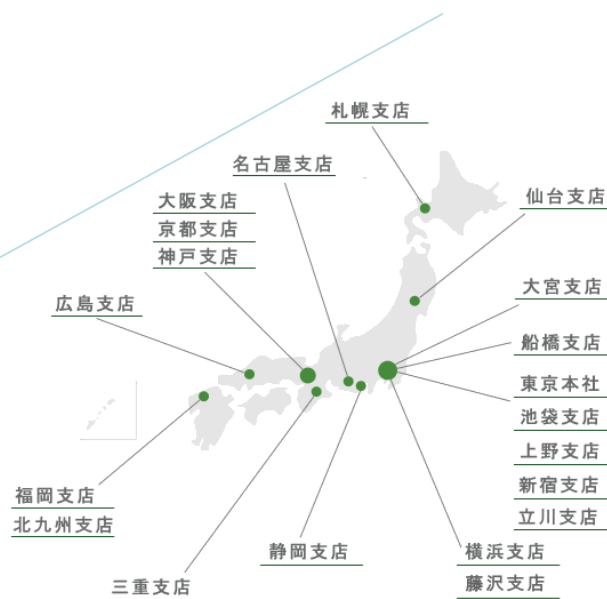 札幌支店
名古屋支店
仙台支店
大阪支店
京都支店
神戸支店
大宮支店
広島支店
船橋支店
東京本社
池袋支店
上野支店
新宿支店
立川支店
福岡支店
北九州支店
静岡支店
横浜支店
三重支店
藤沢支店